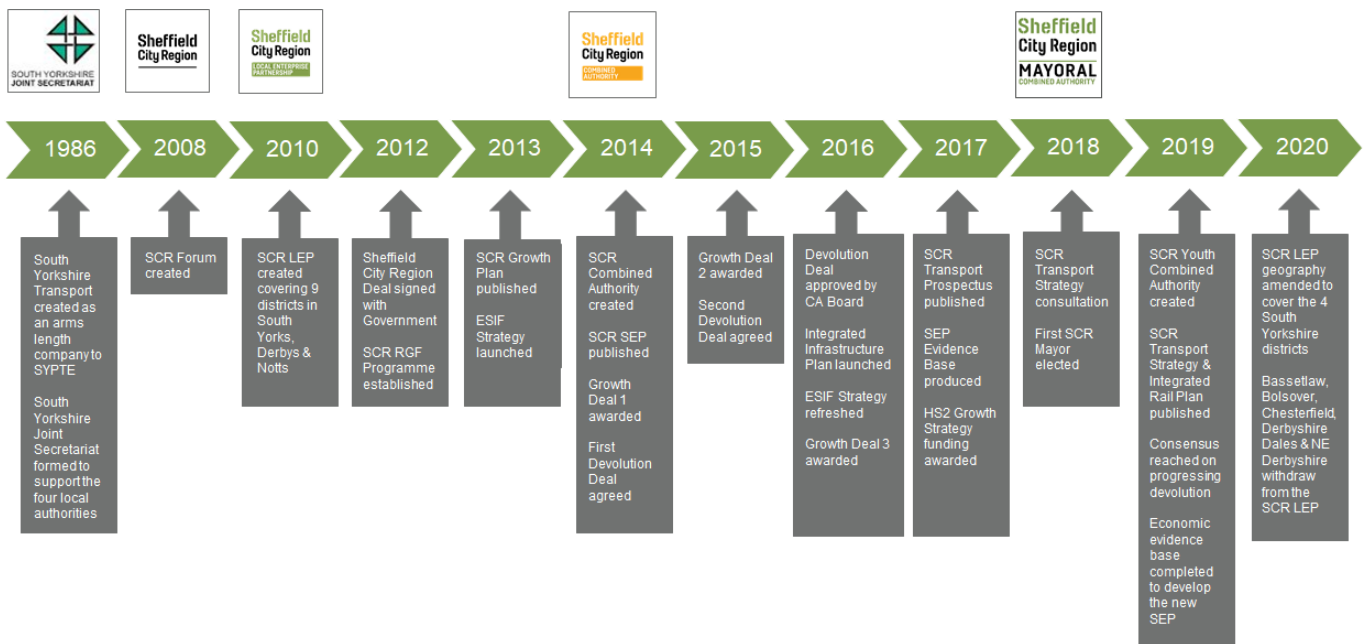 SOUTH YORKSHIRE
JOINT SECRETARIAT
Sheffield
City Region
Sheffield
City Region
LOCAL ENTERPRISE
PARTNERSHIP
Sheffield
City Region
COMBINED
AUTHORITY
Sheffield
City Region
MAYORAL
COMBINED AUTHORITY
1986
2008
2010
2012
2013
2014
2015
2016
2017
2018
2019
2020
South
Yorkshire
Transport
created as
an arms
length
company to
SYPTE
South
Yorkshire
Joint
Secretariat
formed to
support the
four local
authorities
SCR Forum
created
SCR LEP
created
covering 9
districts in
South
Yorks,
Derbys &
Notts
Sheffield
City Region
Deal signed
with
Government
SCR RGF
Programme
established
SCR Growth
Plan
published
ESIF
Strategy
launched
SCR
Combined
Authority
created
SCR SEP
published
Growth
Deal 1
awarded
First
Devolution
Deal
agreed
Growth Deal
2 awarded
Second
Devolution
Deal agreed
Devolution
Deal
approved by
CA Board
Integrated
Infrastructure
Plan launched
ESIF Strategy
refreshed
Growth Deal 3
awarded
SCR
Transport
Prospectus
published
SEP
Evidence
Base
produced
HS2 Growth
Strategy
funding
awarded
SCR
Transport
Strategy
consultation
First SCR
Mayor
elected
SCR Youth
Combined
Authority
created
SCR
Transport
Strategy &
Integrated
Rail Plan
published
Consensus
reached on
progressing
devolution
Economic
evidence
base
completed
to develop
the new
SEP
SCR LEP
geography
amended to
cover the 4
South
Yorkshire
districts
Bassetlaw,
Bolsover,
Chesterfield,
Derbyshire
Dales & NE
Derbyshire
withdraw
from the
SCR LEP